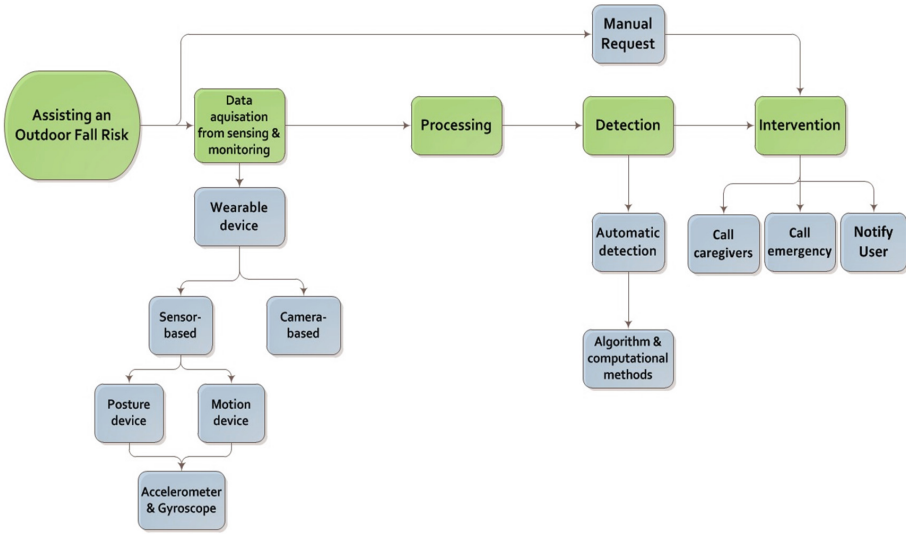 Manual
Request
Assisting an
Outdoor Fall Risk
Data
aquisation
from sensing &
monitoring
Processing
Detection
Intervention
Wearable
device
Automatic
detection
Call
caregivers
Call
emergency
Notify
User
Sensor-
based
Camera-
based
Algorithm &
computational
methods
Posture
device
Motion
device
Accelerometer
& Gyroscope